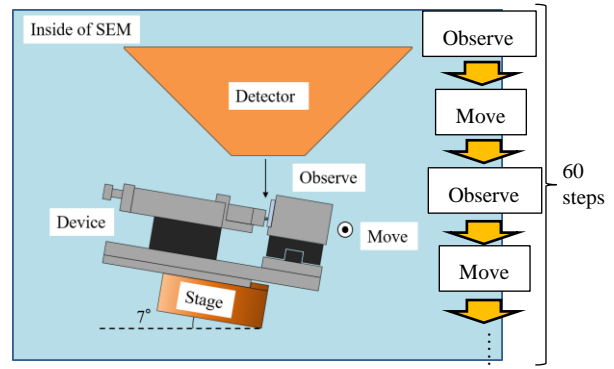 Inside of SEM
Detector
Observe
Device
Move
Stage
7°
Observe
Move
Observe
Move
60
steps